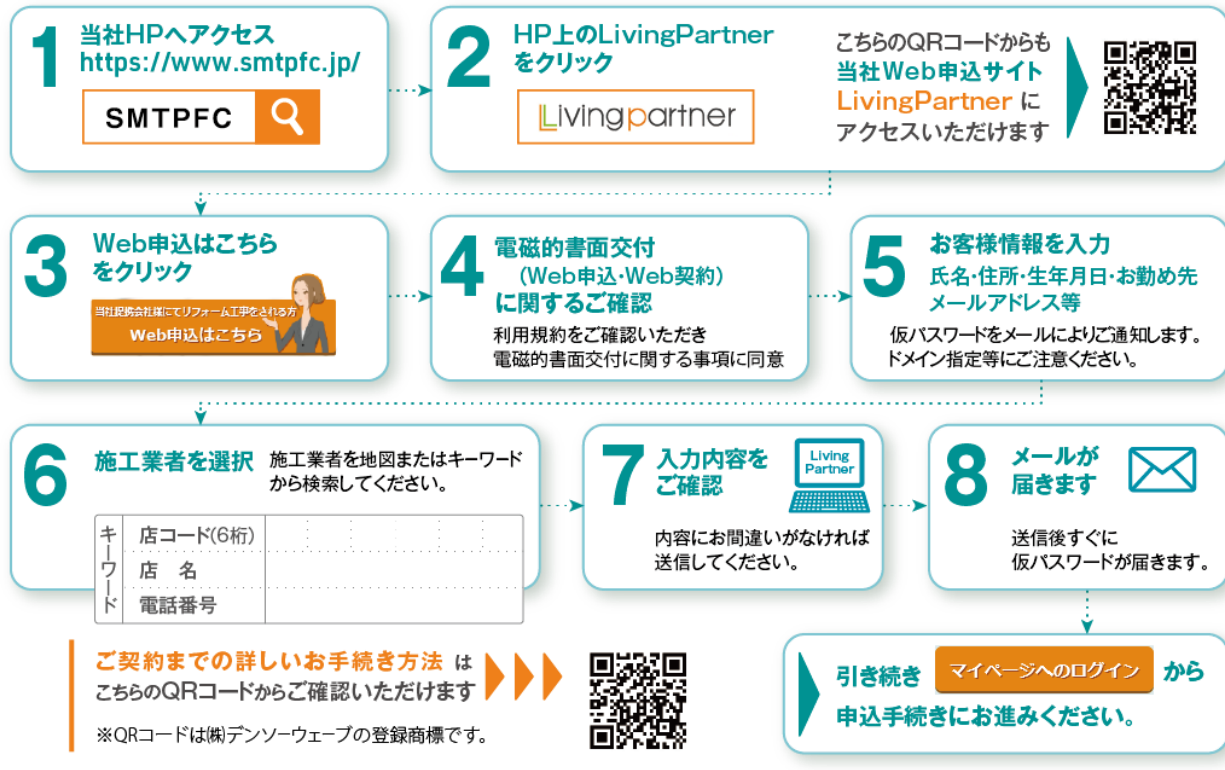 1
当社HPへアクセス
https://www.smtpfc.jp/
SMTPFC
2
HP上のLivingPartner
をクリック
Livingpartner
こちらのQRコードからも
当社Web申込サイト
LivingPartner に
アクセスいただけます
3
Web申込はこちら
をクリック
当社提携会社様にてリフォーム工事をされる方
Web申込はこちら
4
電磁的書面交付
(Web申込・Web契約)
に関するご確認
利用規約をご確認いただき
電磁的書面交付に関する事項に同意
5
お客様情報を入力
氏名・住所・生年月日・お勤め先
メールアドレス等
仮パスワードをメールによりご通知します。
ドメイン指定等にご注意ください。
6
施工業者を選択
施工業者を地図またはキーワード
から検索してください。
キーワード
店コード(6桁)
店 名
電話番号
7
入力内容を
ご確認
Living
Partner
内容にお間違いがなければ
送信してください。
8
メールが
届きます
送信後すぐに
仮パスワードが届きます。
ご契約までの詳しいお手続き方法 は
こちらのQRコードからご確認いただけます
※QRコードは㈱デンソーウェーブの登録商標です。
引き続き マイページへのログイン から
申込手続きにお進みください。